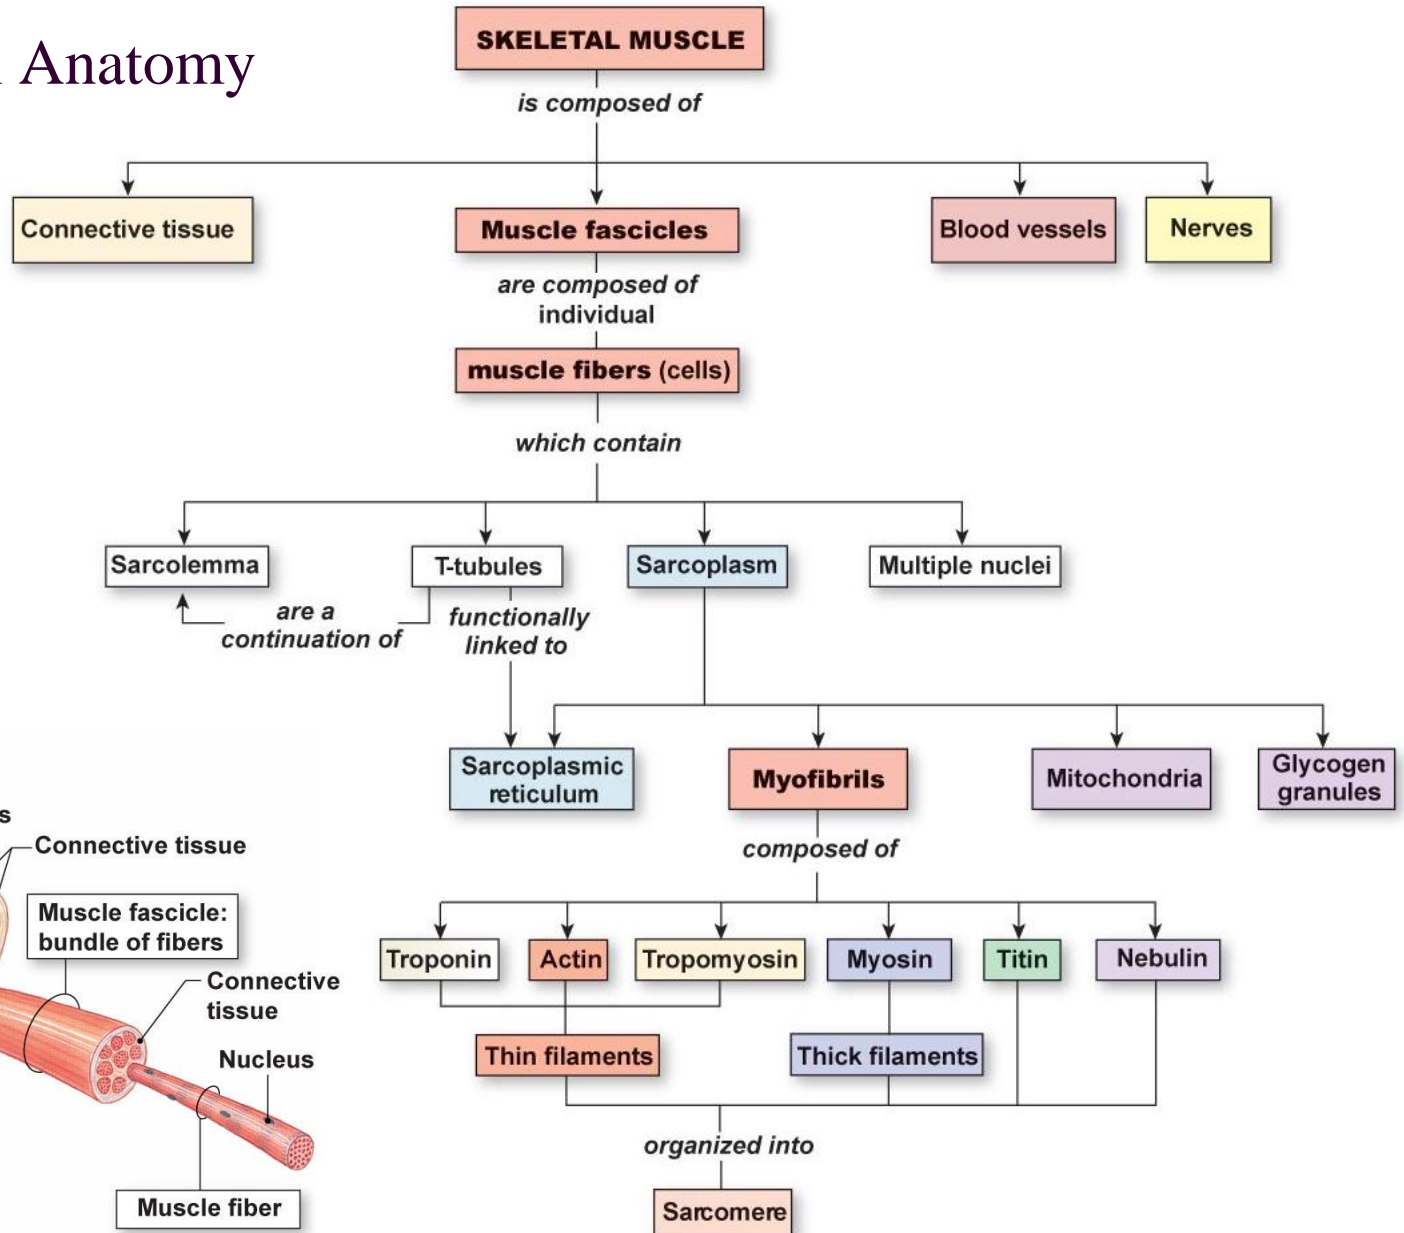 Anatomy
SKELETAL MUSCLE
is composed of
Connective tissue
Muscle fascicles
Blood vessels
Nerves
are composed of
individual
muscle fibers (cells)
which contain
Sarcolemma
T-tubules
Sarcoplasm
Multiple nuclei
are a
continuation of
functionally
linked to
Sarcoplasmic
reticulum
Myofibrils
Mitochondria
Glycogen
granules
composed of
Troponin
Actin
Tropomyosin
Myosin
Titin
Nebulin
Thin filaments
Thick filaments
organized into
Sarcomere
Connective tissue
Muscle fascicle:
bundle of fibers
Connective
tissue
Nucleus
Muscle fiber